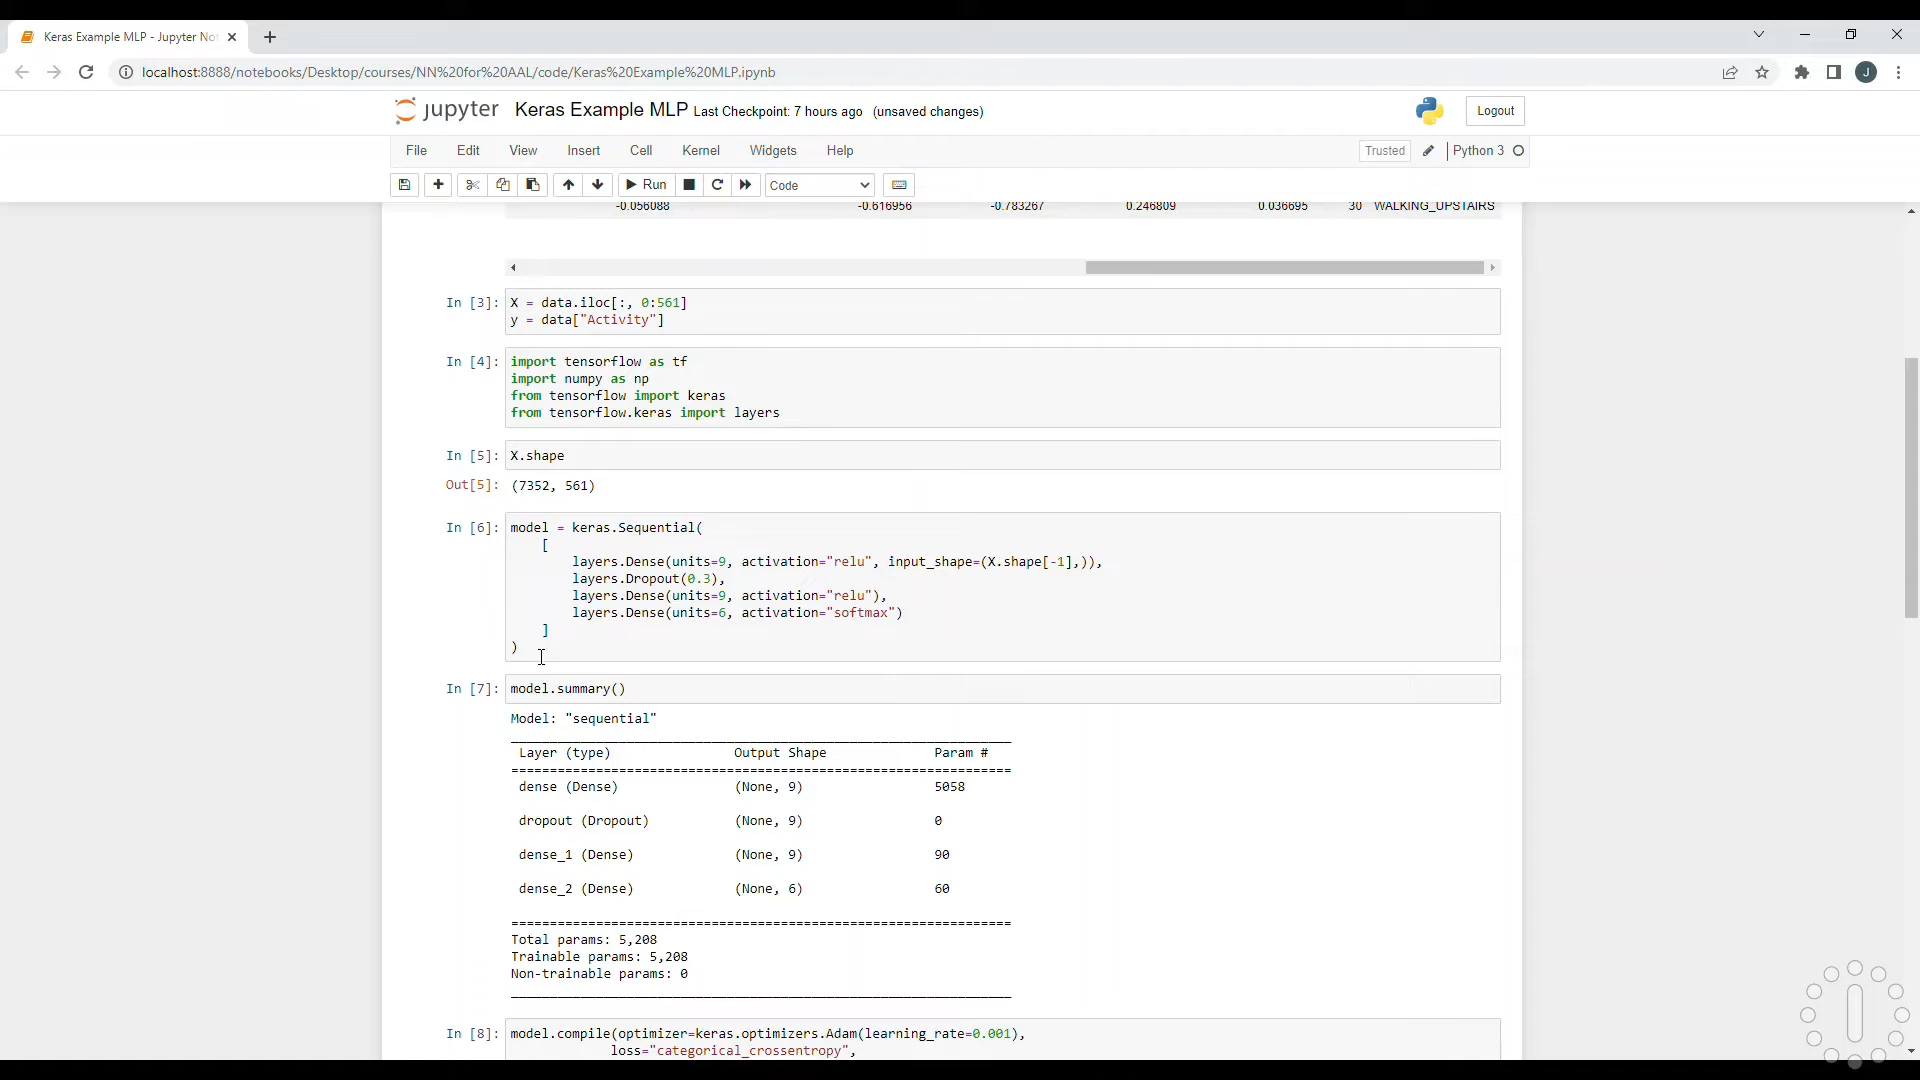 Keras Example MLP - Jupyter No
localhost:8888/notebooks/Desktop/courses/NN%20for%20AAL/code/Keras%20Example%20MLP.ipynb
J
jupyter Keras Example MLP Last Checkpoint: 7 hours ago (unsaved changes)
Logout
File Edit View Insert Cell Kernel Widgets Help
Trusted Python 3
Run Code
-0.056088 -0.616956 -0.783267 0.246809 0.036695 30 WALKING_UPSTAIRS
In [3]: X = data.iloc[:, 0:561]
y = data["Activity"]
In [4]: import tensorflow as tf
import numpy as np
from tensorflow import keras
from tensorflow.keras import layers
In [5]: X.shape
Out[5]: (7352, 561)
In [6]: model = keras.Sequential(
[
layers.Dense(units=9, activation="relu", input_shape=(X.shape[-1],)),
layers.Dropout(0.3),
layers.Dense(units=9, activation="relu"),
layers.Dense(units=6, activation="softmax")
]
)
In [7]: model.summary()
Model: "sequential"
_________________________________________________________________
Layer (type) Output Shape Param #
=================================================================
dense (Dense) (None, 9) 5058
dropout (Dropout) (None, 9) 0
dense_1 (Dense) (None, 9) 90
dense_2 (Dense) (None, 6) 60
=================================================================
Total params: 5,208
Trainable params: 5,208
Non-trainable params: 0
_________________________________________________________________
In [8]: model.compile(optimizer=keras.optimizers.Adam(learning_rate=0.001),
loss="categorical_crossentropy",